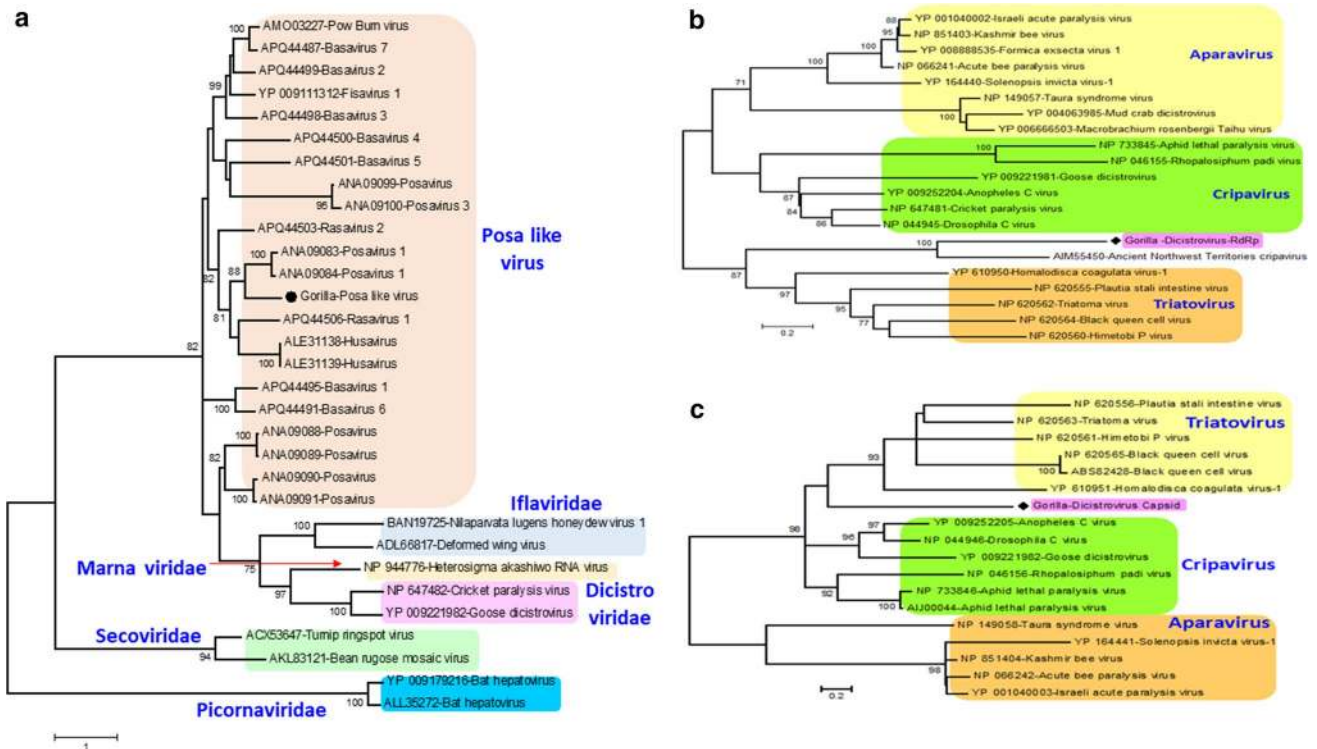 a
AMO03227-Pow Burn virus
100
APQ44487-Basavirus 7
APQ44499-Basavirus 2
99
YP 009111312-Fisavirus 1
APQ44498-Basavirus 3
APQ44500-Basavirus 4
APQ44501-Basavirus 5
ANA09099-Posavirus
95
ANA09100-Posavirus 3
APQ44503-Rasavirus 2
ANA09083-Posavirus 1
100
88
ANA09084-Posavirus 1
82
Gorilla-Posa like virus
81
APQ44506-Rasavirus 1
ALE31138-Husavirus
100
ALE31139-Husavirus
82
APQ44495-Basavirus 1
100
APQ44491-Basavirus 6
ANA09088-Posavirus
100
ANA09089-Posavirus
82
ANA09090-Posavirus
100
ANA09091-Posavirus
Posa like
virus
Iflaviridae
BAN19725-Nilaparvata lugens honeydew virus 1
100
ADL66817-Deformed wing virus
Marna viridae
75
NP 944776-Heterosigma akashiwo RNA virus
97
NP 647482-Cricket paralysis virus
100
YP 009221982-Goose dicistrovirus
Dicistro
viridae
Secoviridae
ACX53647-Turnip ringspot virus
94
AKL83121-Bean rugose mosaic virus
YP 009179216-Bat hepatovirus
100
ALL35272-Bat hepatovirus
Picornaviridae
1
b
88
YP 001040002-Israeli acute paralysis virus
95
NP 851403-Kashmir bee virus
100
YP 008888535-Formica exsecta virus 1
NP 066241-Acute bee paralysis virus
100
YP 164440-Solenopsis invicta virus-1
71
NP 149057-Taura syndrome virus
YP 004063985-Mud crab dicistrovirus
100
YP 006666503-Macrobrachium rosenbergii Taihu virus
Aparavirus
NP 733845-Aphid lethal paralysis virus
100
NP 046155-Rhopalosiphum padi virus
YP 009221981-Goose dicistrovirus
87
YP 009252204-Anopheles C virus
84
NP 647481-Cricket paralysis virus
86
NP 044945-Drosophila C virus
Cripavirus
100
Gorilla -Dicistrovirus-RdRp
AIM55450-Ancient Northwest Territories cripavirus
87
YP 610950-Homalodisca coagulata virus-1
97
NP 620555-Plautia stali intestine virus
95
NP 620562-Triatoma virus
77
NP 620564-Black queen cell virus
NP 620560-Himetobi P virus
Triatovirus
0.2
c
NP 620556-Plautia stali intestine virus
NP 620563-Triatoma virus
93
NP 620561-Himetobi P virus
NP 620565-Black queen cell virus
100
ABS82428-Black queen cell virus
YP 610951-Homalodisca coagulata virus-1
Triatovirus
Gorilla-Dicistrovirus Capsid
98
97
YP 009252205-Anopheles C virus
96
NP 044946-Drosophila C virus
YP 009221982-Goose dicistrovirus
NP 046156-Rhopalosiphum padi virus
92
NP 733846-Aphid lethal paralysis virus
100
AIJ00044-Aphid lethal paralysis virus
Cripavirus
Aparavirus
NP 149058-Taura syndrome virus
YP 164441-Solenopsis invicta virus-1
NP 851404-Kashmir bee virus
98
NP 066242-Acute bee paralysis virus
YP 001040003-Israeli acute paralysis virus
0.2